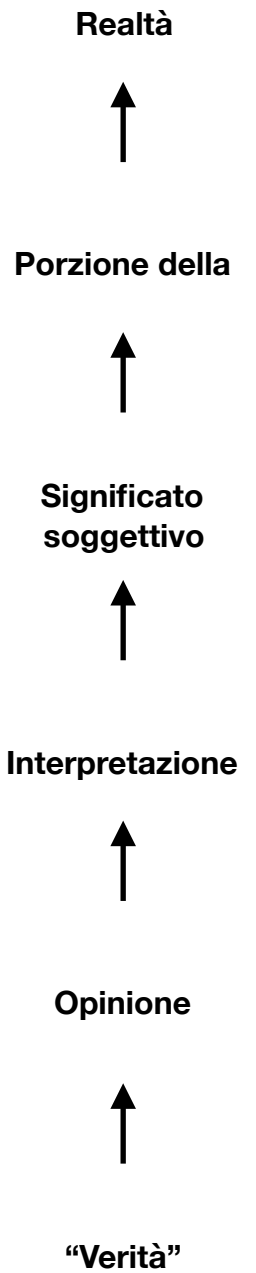 Realtà
Porzione della
Significato
soggettivo
Interpretazione
Opinione
“Verità”